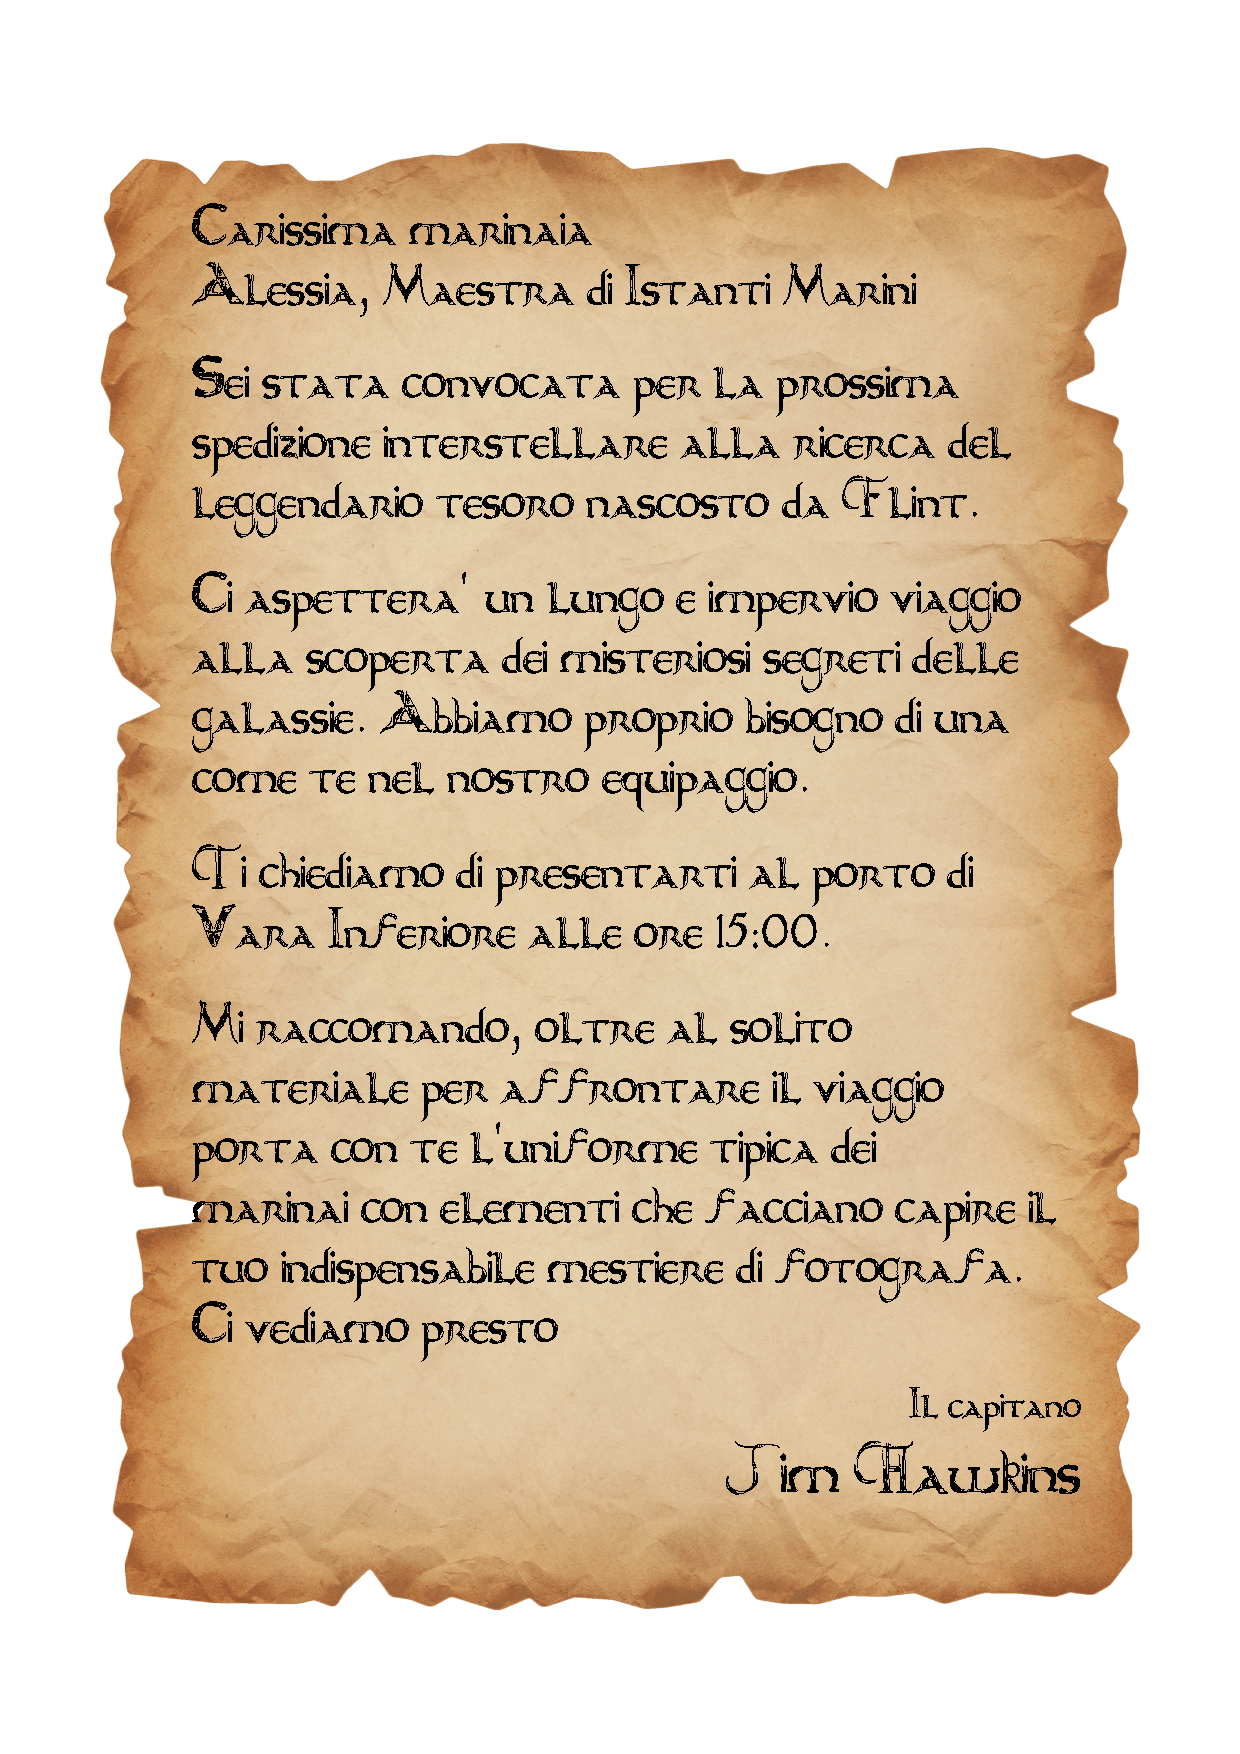 Carissima marinaia
Alessia, Maestra di Istanti Marini
Sei stata convocata per la prossima
spedizione interstellare alla ricerca del
leggendario tesoro nascosto da Flint.
Ci aspettera' un lungo e impervio viaggio
alla scoperta dei misteriosi segreti delle
galassie. Abbiamo proprio bisogno di una
come te nel nostro equipaggio.
Ti chiediamo di presentarti al porto di
Vara Inferiore alle ore 15:00.
Mi raccomando, oltre al solito
materiale per affrontare il viaggio
porta con te l'uniforme tipica dei
marinai con elementi che facciano capire il
tuo indispensabile mestiere di fotografa.
Ci vediamo presto
Il capitano
Jim Hawkins